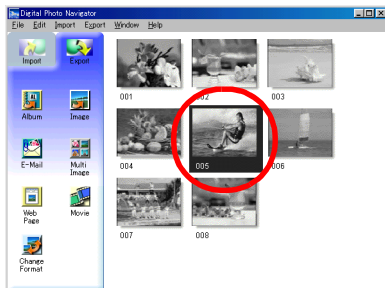 Digital Photo Navigator
File Edit Import Export Window Help
Import Export
Album Image
E-Mail Multi Image
Web Page Movie
Change Format
001 002 003
004 005 006
007 008